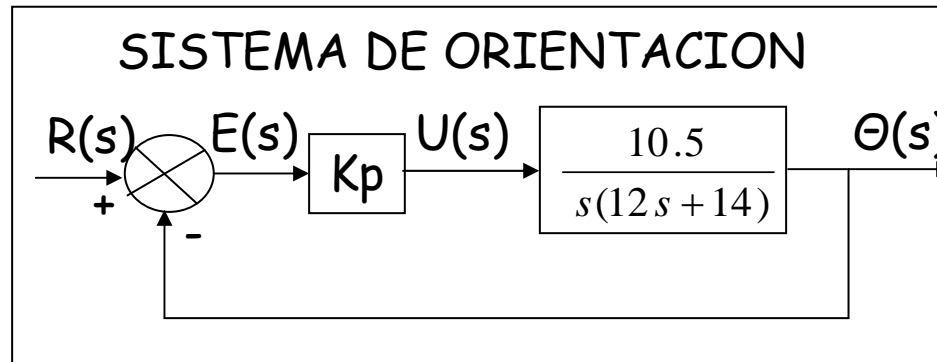 SISTEMA DE ORIENTACION
R(s) E(s) U(s) Θ(s)
+ Kp 10.5
s(12s+14)
-